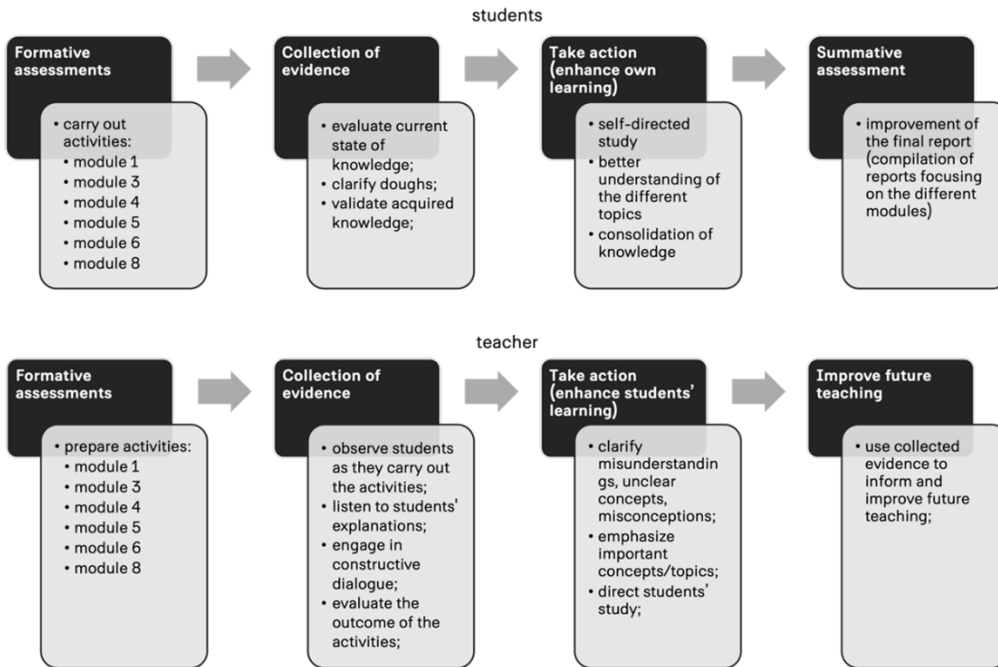 students
Formative
assessments
• carry out
activities:
• module 1
• module 3
• module 4
• module 5
• module 6
• module 8
Collection of
evidence
• evaluate current
state of
knowledge;
• clarify doughs;
• validate acquired
knowledge;
Take action
(enhance own
learning)
• self-directed
study
• better
understanding of
the different
topics
• consolidation of
knowledge
Summative
assessment
• improvement of
the final report
(compilation of
reports focusing
on the different
modules)
teacher
Formative
assessments
• prepare activities:
• module 1
• module 3
• module 4
• module 5
• module 6
• module 8
Collection of
evidence
• observe students
as they carry out
the activities;
• listen to students'
explanations;
• engage in
constructive
dialogue;
• evaluate the
outcome of the
activities;
Take action
(enhance students'
learning)
• clarify
misunderstandin
gs, unclear
concepts,
misconceptions;
• emphasize
important
concepts/topics;
• direct students'
study;
Improve future
teaching
• use collected
evidence to
inform and
improve future
teaching;